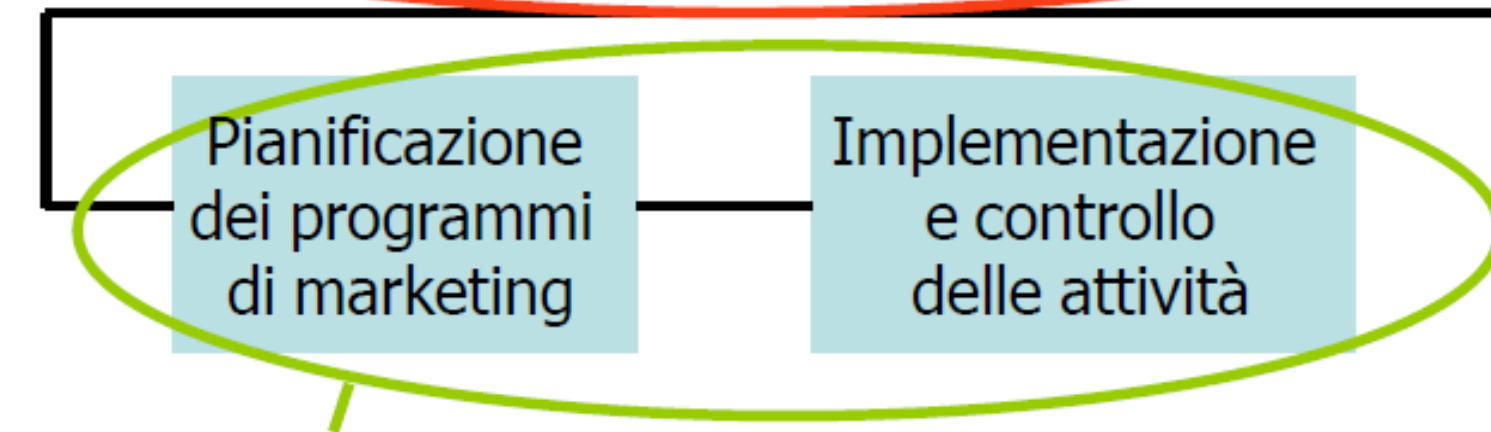 Pianificazione
dei programmi
di marketing
Implementazione
e controllo
delle attività